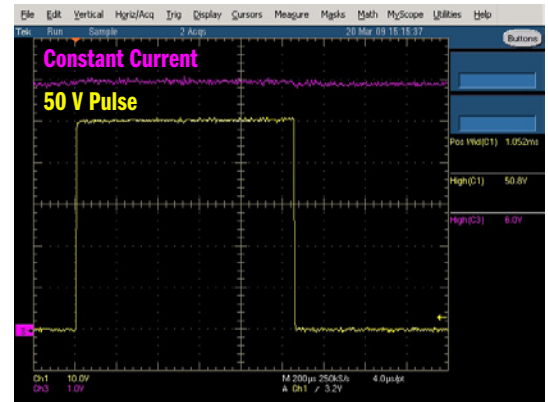 File Edit Vertical Horiz/Acq Trig Display Cursors Measure Masks Math MyScope Utilities Help
Tek Run Sample 2 Acqs 20 Mar 09 15:15:37 Buttons
Constant Current
50 V Pulse
Pos Wid(C1) 1.052ms
High(C1) 50.8V
High(C3) 6.0V
Ch1 10.0V M 200µs 250kS/s 4.0µs/pt
Ch3 1.0V A Ch1 / 3.2V